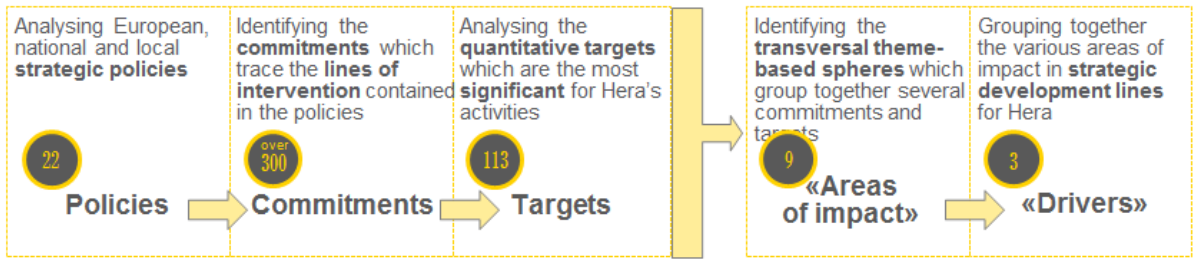 Analysing European,
national and local
strategic policies
22
Policies
Identifying the
commitments which
trace the lines of
intervention contained
in the policies
over
300
Commitments
Analysing the
quantitative targets
which are the most
significant for Hera's
activities
113
Targets
Identifying the
transversal theme-
based spheres which
group together several
commitments and
targets
9
«Areas
of impact»
Grouping together
the various areas of
impact in strategic
development lines
for Hera
3
«Drivers»